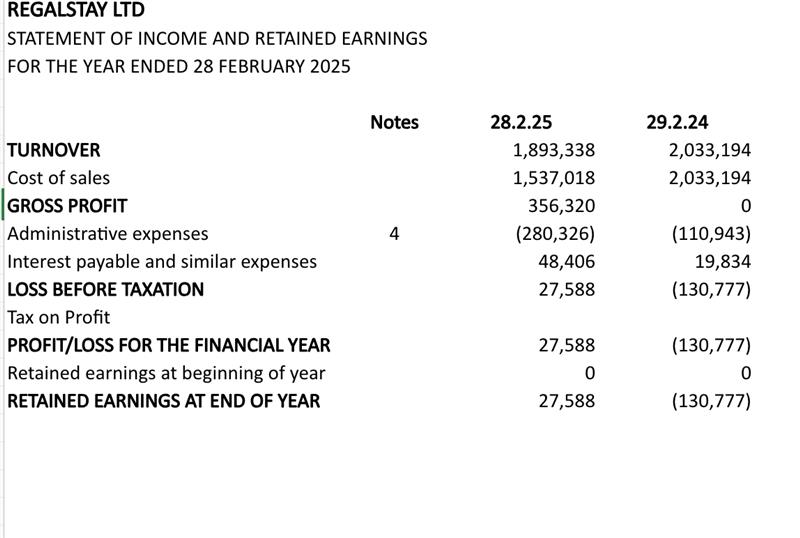 REGALSTAY LTD
STATEMENT OF INCOME AND RETAINED EARNINGS
FOR THE YEAR ENDED 28 FEBRUARY 2025
Notes 28.2.25 29.2.24
TURNOVER 1,893,338 2,033,194
Cost of sales 1,537,018 2,033,194
GROSS PROFIT 356,320 0
Administrative expenses 4 (280,326) (110,943)
Interest payable and similar expenses 48,406 19,834
LOSS BEFORE TAXATION 27,588 (130,777)
Tax on Profit
PROFIT/LOSS FOR THE FINANCIAL YEAR 27,588 (130,777)
Retained earnings at beginning of year 0 0
RETAINED EARNINGS AT END OF YEAR 27,588 (130,777)